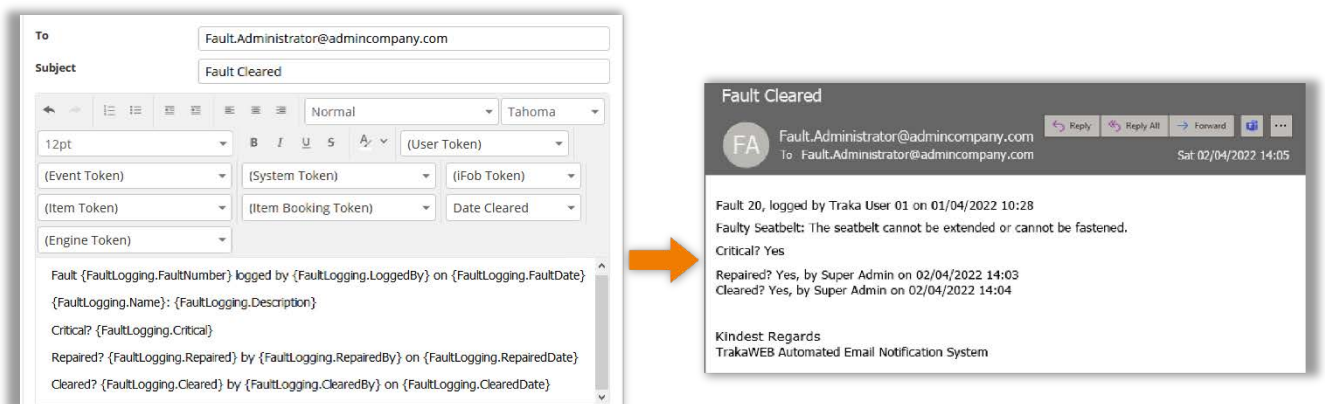 To
Fault.Administrator@admincompany.com
Subject
Fault Cleared
Normal
Tahoma
12pt
B I U S A
(User Token)
(Event Token)
(System Token)
(iFob Token)
(Item Token)
(Item Booking Token)
Date Cleared
(Engine Token)
Fault {FaultLogging.FaultNumber} logged by {FaultLogging.LoggedBy} on {FaultLogging.FaultDate}
{FaultLogging.Name}: {FaultLogging.Description}
Critical? {FaultLogging.Critical}
Repaired? {FaultLogging.Repaired} by {FaultLogging.RepairedBy} on {FaultLogging.RepairedDate}
Cleared? {FaultLogging.Cleared} by {FaultLogging.ClearedBy} on {FaultLogging.ClearedDate}
Fault Cleared
FA
Fault.Administrator@admincompany.com
To Fault.Administrator@admincompany.com
Reply
Reply All
Forward
Sat 02/04/2022 14:05
Fault 20, logged by Traka User 01 on 01/04/2022 10:28
Faulty Seatbelt: The seatbelt cannot be extended or cannot be fastened.
Critical? Yes
Repaired? Yes, by Super Admin on 02/04/2022 14:03
Cleared? Yes, by Super Admin on 02/04/2022 14:04
Kindest Regards
TrakaWEB Automated Email Notification System